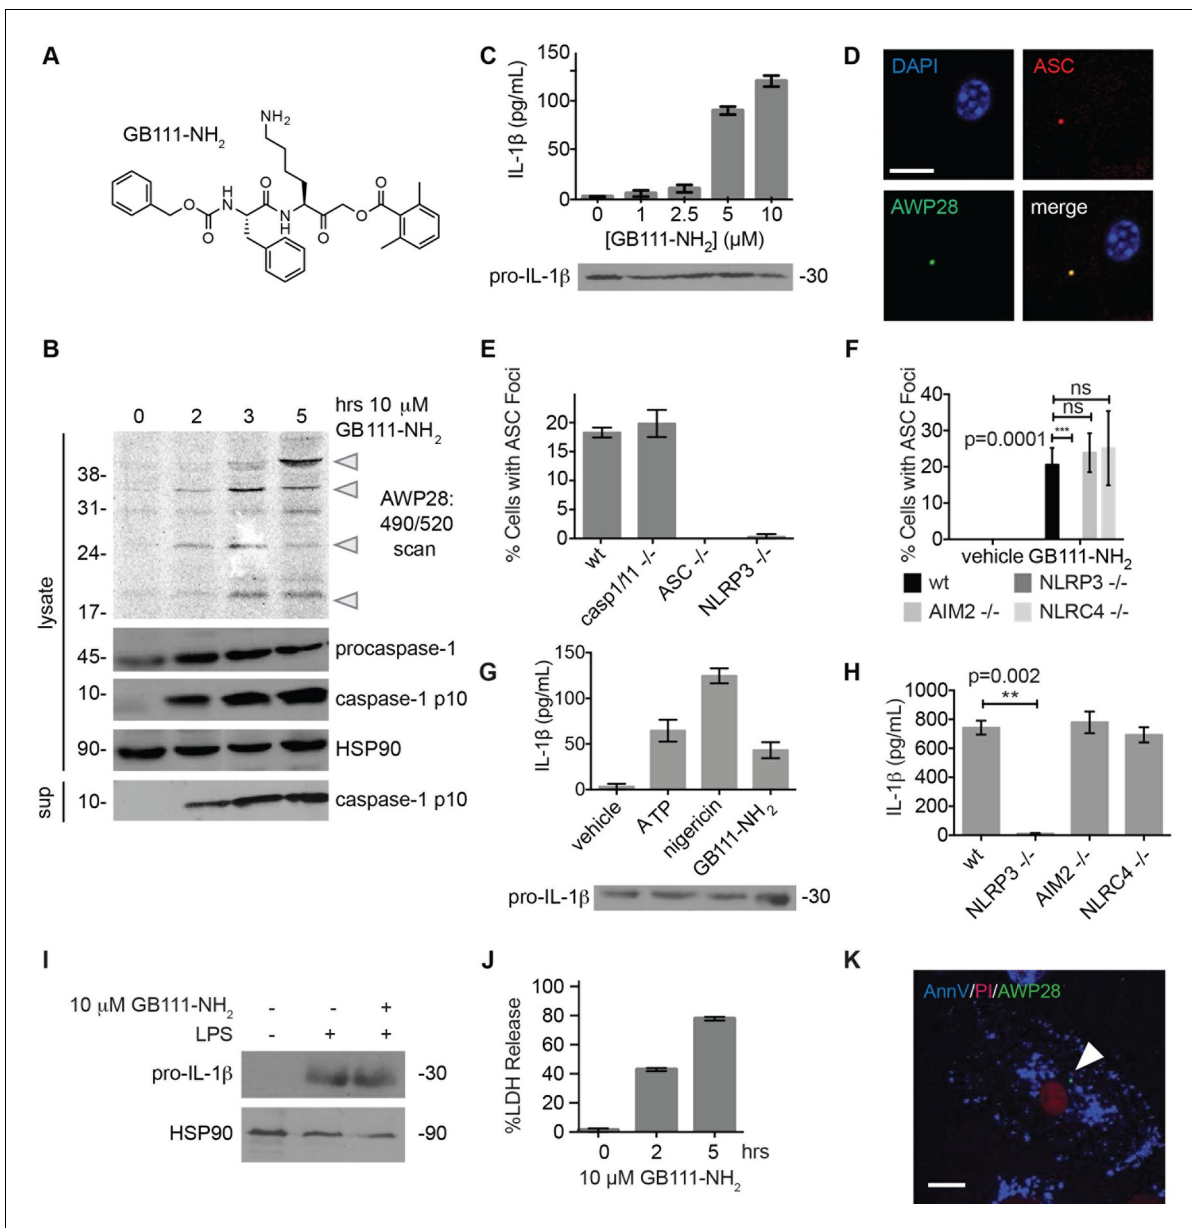 A
GB111-NH2
NH2
H
N
O
O
O
N
H
O
O
O
B
0 2 3 5 hrs 10 μM
GB111-NH2
38-
31-
24-
17-
AWP28:
490/520
scan
lysate
45- procaspase-1
10- caspase-1 p10
90- HSP90
sup
10- caspase-1 p10
C
IL-1β (pg/mL)
150
100
50
0
0 1 2.5 5 10
[GB111-NH2] (μM)
pro-IL-1β -30
D
DAPI ASC
AWP28 merge
E
% Cells with ASC Foci
20
15
10
5
0
wt casp1/11 -/- ASC -/- NLRP3 -/-
F
% Cells with ASC Foci
40
30
20
10
0
ns
ns
p=0.0001 ***
vehicle GB111-NH2
wt NLRP3 -/-
AIM2 -/- NLRC4 -/-
G
IL-1β (pg/mL)
150
100
50
0
vehicle ATP nigericin GB111-NH2
pro-IL-1β -30
H
p=0.002
**
IL-1β (pg/mL)
1000
800
600
400
200
0
wt NLRP3 -/- AIM2 -/- NLRC4 -/-
I
10 μM GB111-NH2 - - +
LPS - + +
pro-IL-1β -30
HSP90 -90
J
%LDH Release
100
80
60
40
20
0
0 2 5 hrs
10 μM GB111-NH2
K
AnnV/PI/AWP28